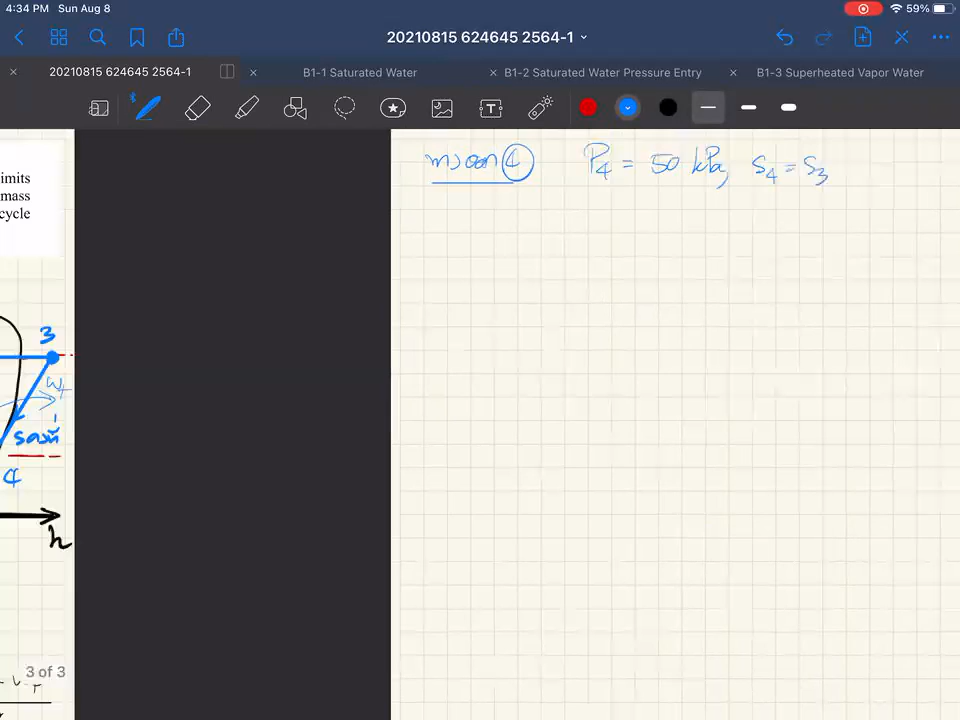 4:34 PM Sun Aug 8 59%
20210815 624645 2564-1
20210815 624645 2564-1
B1-1 Saturated Water
B1-2 Saturated Water Pressure Entry
B1-3 Superheated Vapor Water
limits
mass
cycle
④ P₄ = 50 kPa, S₄ = S₃
3
4
h
3 of 3